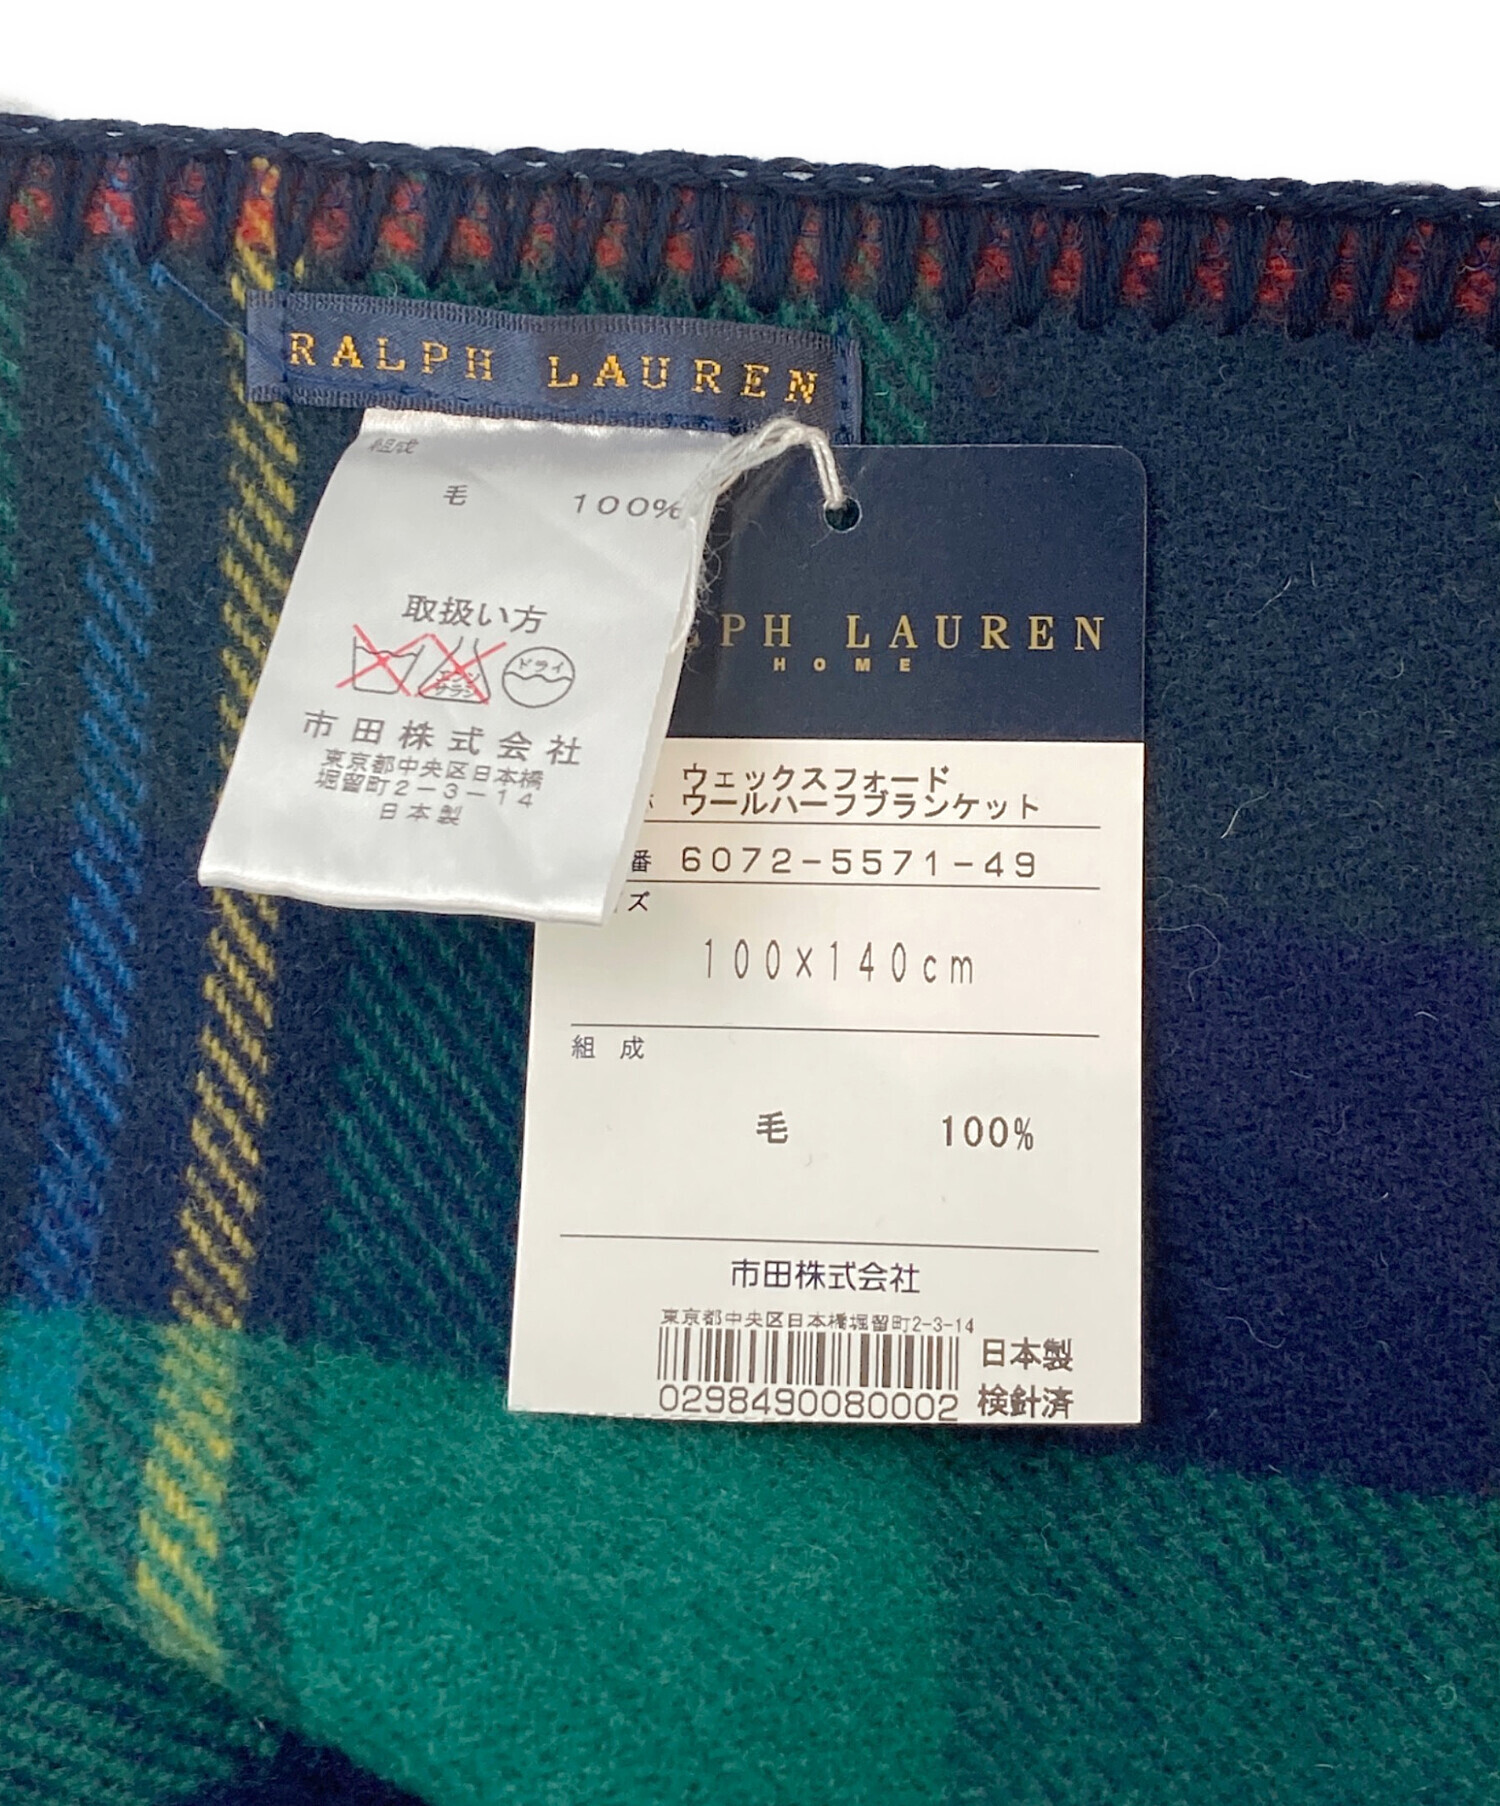 RALPH LAUREN
組成
毛 100%
取扱い方
エンソ
サラシ
ドライ
市田株式会社
東京都中央区日本橋
堀留町2-3-14
日本製
PH LAUREN
HOME
ウェックスフォード
ウールハーフブランケット
番 6072-5571-49
ズ
100×140cm
組成
毛 100%
市田株式会社
東京都中央区日本橋堀留町2-3-14
日本製
0298490080002 検針済